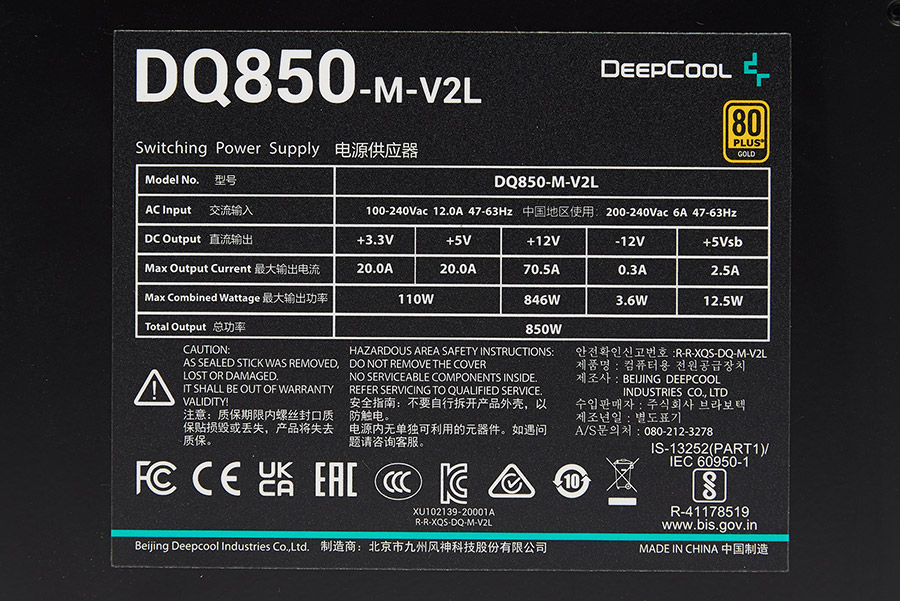 DQ850-M-V2L
DEEPCOOL
80
PLUS
GOLD
Switching Power Supply 电源供应器
Model No. 型号 DQ850-M-V2L
AC Input 交流输入 100-240Vac 12.0A 47-63Hz 中国地区使用: 200-240Vac 6A 47-63Hz
DC Output 直流输出 +3.3V +5V +12V -12V +5Vsb
Max Output Current 最大输出电流 20.0A 20.0A 70.5A 0.3A 2.5A
Max Combined Wattage 最大输出功率 110W 846W 3.6W 12.5W
Total Output 总功率 850W
CAUTION:
AS SEALED STICK WAS REMOVED,
LOST OR DAMAGED.
IT SHALL BE OUT OF WARRANTY
VALIDITY!
注意: 质保期限内螺丝封口质
保贴损毁或丢失，产品将失去
质保。
HAZARDOUS AREA SAFETY INSTRUCTIONS:
DO NOT REMOVE THE COVER
NO SERVICEABLE COMPONENTS INSIDE.
REFER SERVICING TO QUALIFIED SERVICE.
安全指南: 不要自行拆开产品外壳，以
防触电。
电源内无单独可利用的元器件。如遇问
题请咨询客服。
안전확인신고번호 :R-R-XQS-DQ-M-V2L
제품명 : 컴퓨터용 전원공급장치
제조사 : BEIJING DEEPCOOL
INDUSTRIES CO., LTD
수입판매자 : 주식회사 브라보텍
제조년일 : 별도표기
A/S문의처 : 080-212-3278
IS-13252(PART1)/
IEC 60950-1
R-41178519
www.bis.gov.in
FC CE UK CA EAC CCC KC 10
XU102139-20001A
R-R-XQS-DQ-M-V2L
Beijing Deepcool Industries Co.,Ltd. 制造商: 北京市九州风神科技股份有限公司
MADE IN CHINA 中国制造